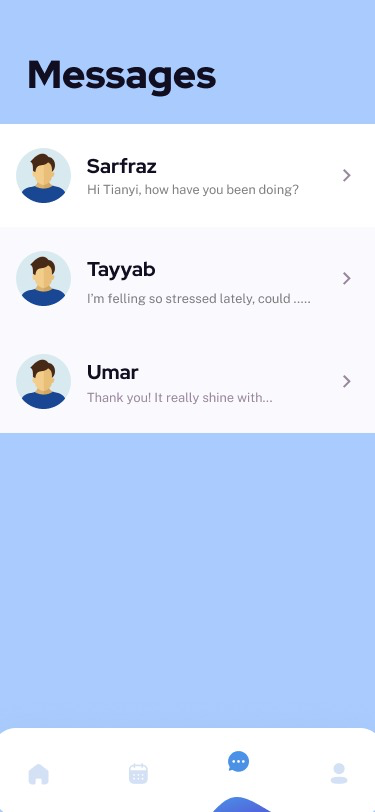 Messages
Sarfraz
Hi Tianyi, how have you been doing?
Tayyab
I'm felling so stressed lately, could .....
Umar
Thank you! It really shine with...